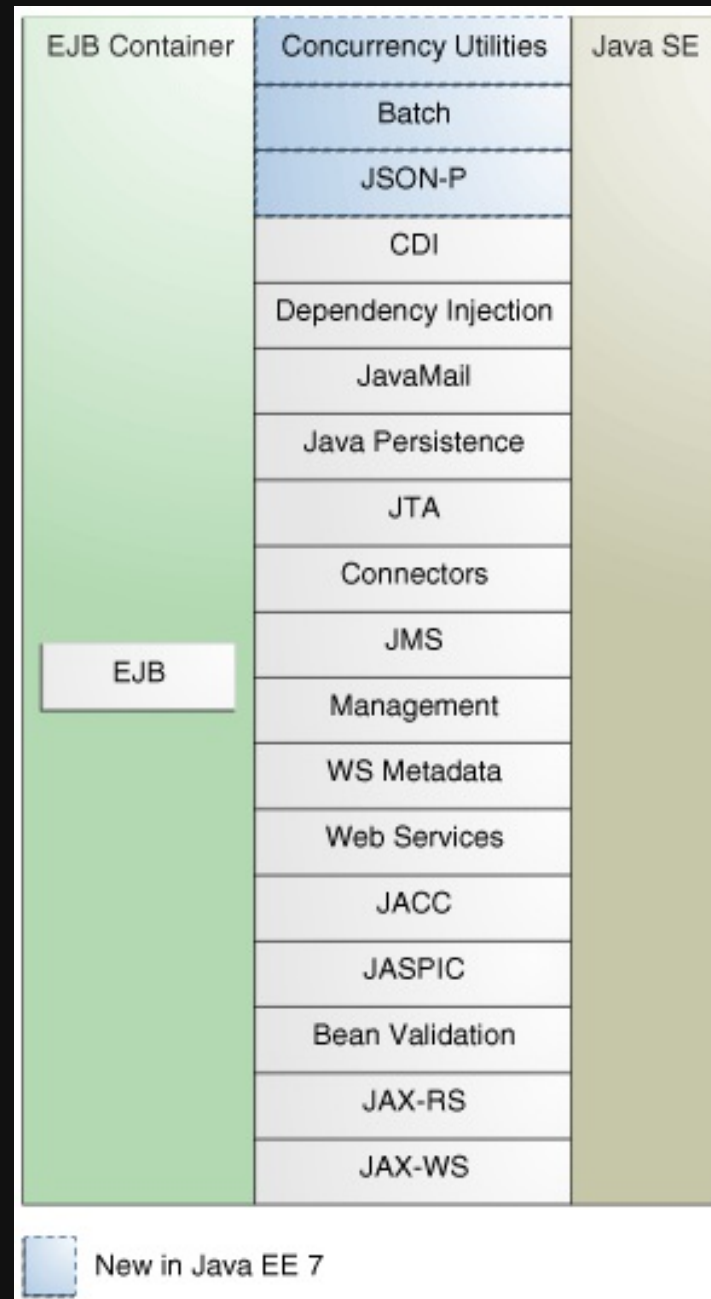 EJB Container
Concurrency Utilities
Java SE
Batch
JSON-P
CDI
Dependency Injection
JavaMail
Java Persistence
JTA
Connectors
JMS
EJB
Management
WS Metadata
Web Services
JACC
JASPIC
Bean Validation
JAX-RS
JAX-WS
New in Java EE 7